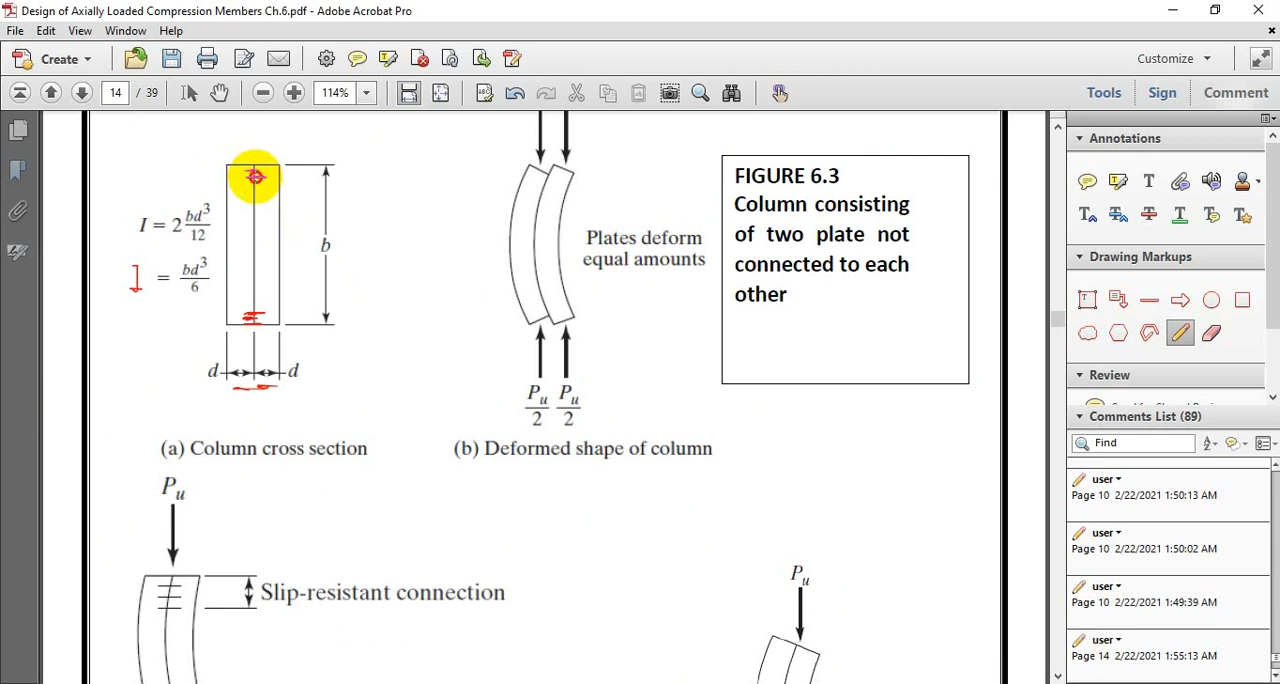 Design of Axially Loaded Compression Members Ch.6.pdf - Adobe Acrobat Pro
File Edit View Window Help
Create
Customize
14 / 39
114%
Tools Sign Comment
I = 2 bd³/12
I = bd³/6
b
d d
(a) Column cross section
Plates deform
equal amounts
Pu/2 Pu/2
(b) Deformed shape of column
FIGURE 6.3
Column consisting
of two plate not
connected to each
other
Pu
Slip-resistant connection
Pu
Annotations
Drawing Markups
Review
Comments List (89)
Find
user
Page 10 2/22/2021 1:50:13 AM
user
Page 10 2/22/2021 1:50:02 AM
user
Page 10 2/22/2021 1:49:39 AM
user
Page 14 2/22/2021 1:55:13 AM